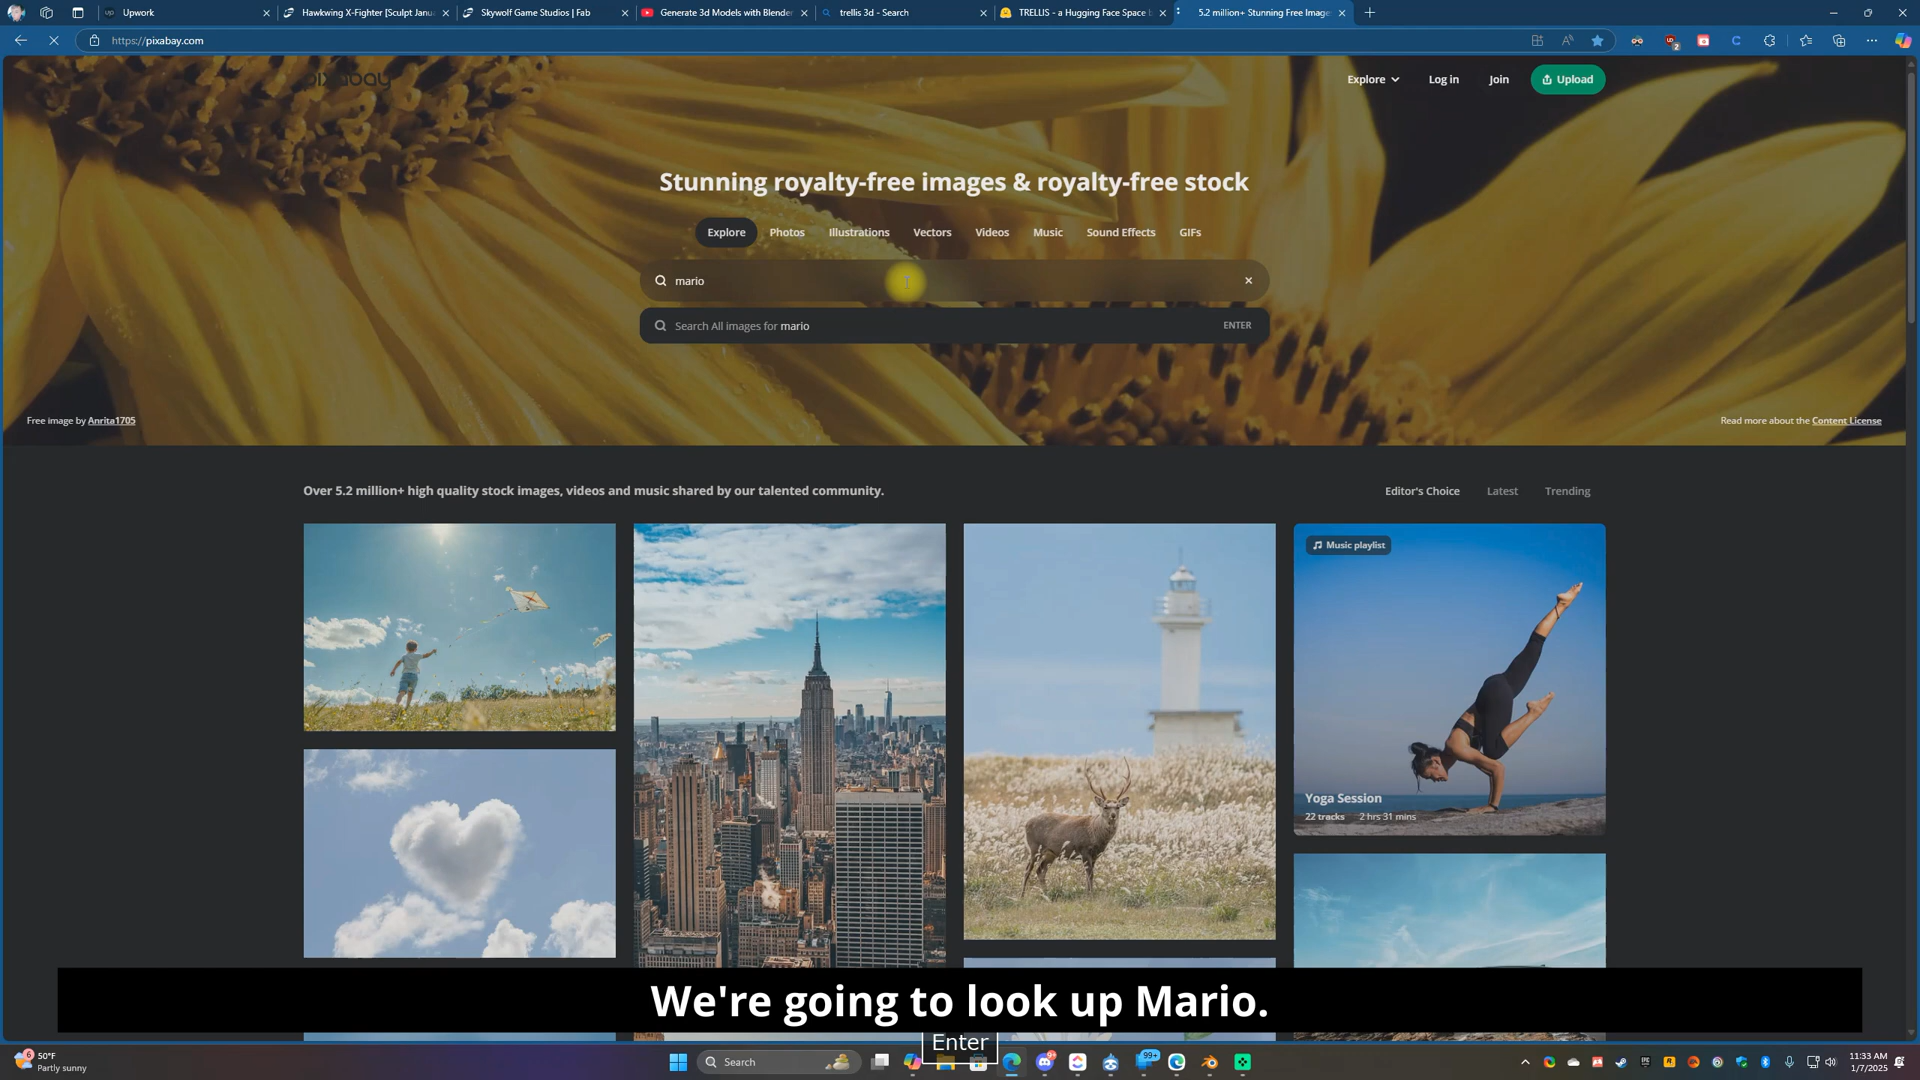 Upwork
Hawkwing X-Fighter [Sculpt Janua
Skywolf Game Studios | Fab
Generate 3d Models with Blender
trellis 3d - Search
TRELLIS - a Hugging Face Space b
5.2 million+ Stunning Free Image
https://pixabay.com
pixabay
Explore
Log in
Join
Upload
Stunning royalty-free images & royalty-free stock
Explore
Photos
Illustrations
Vectors
Videos
Music
Sound Effects
GIFs
mario
Search All images for mario
ENTER
Free image by Anrita1705
Read more about the Content License
Over 5.2 million+ high quality stock images, videos and music shared by our talented community.
Editor's Choice
Latest
Trending
Music playlist
Yoga Session
22 tracks
2 hrs 31 mins
We're going to look up Mario.
Enter
50°F
Partly sunny
Search
99+
11:33 AM
1/7/2025